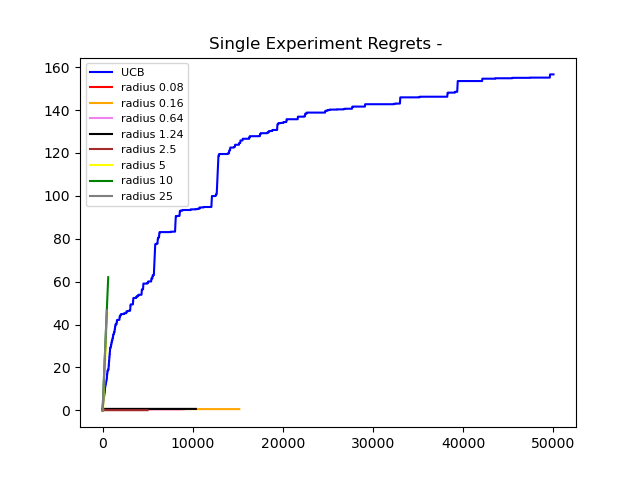 Single Experiment Regrets -
UCB
radius 0.08
radius 0.16
radius 0.64
radius 1.24
radius 2.5
radius 5
radius 10
radius 25
160
140
120
100
80
60
40
20
0
0 10000 20000 30000 40000 50000